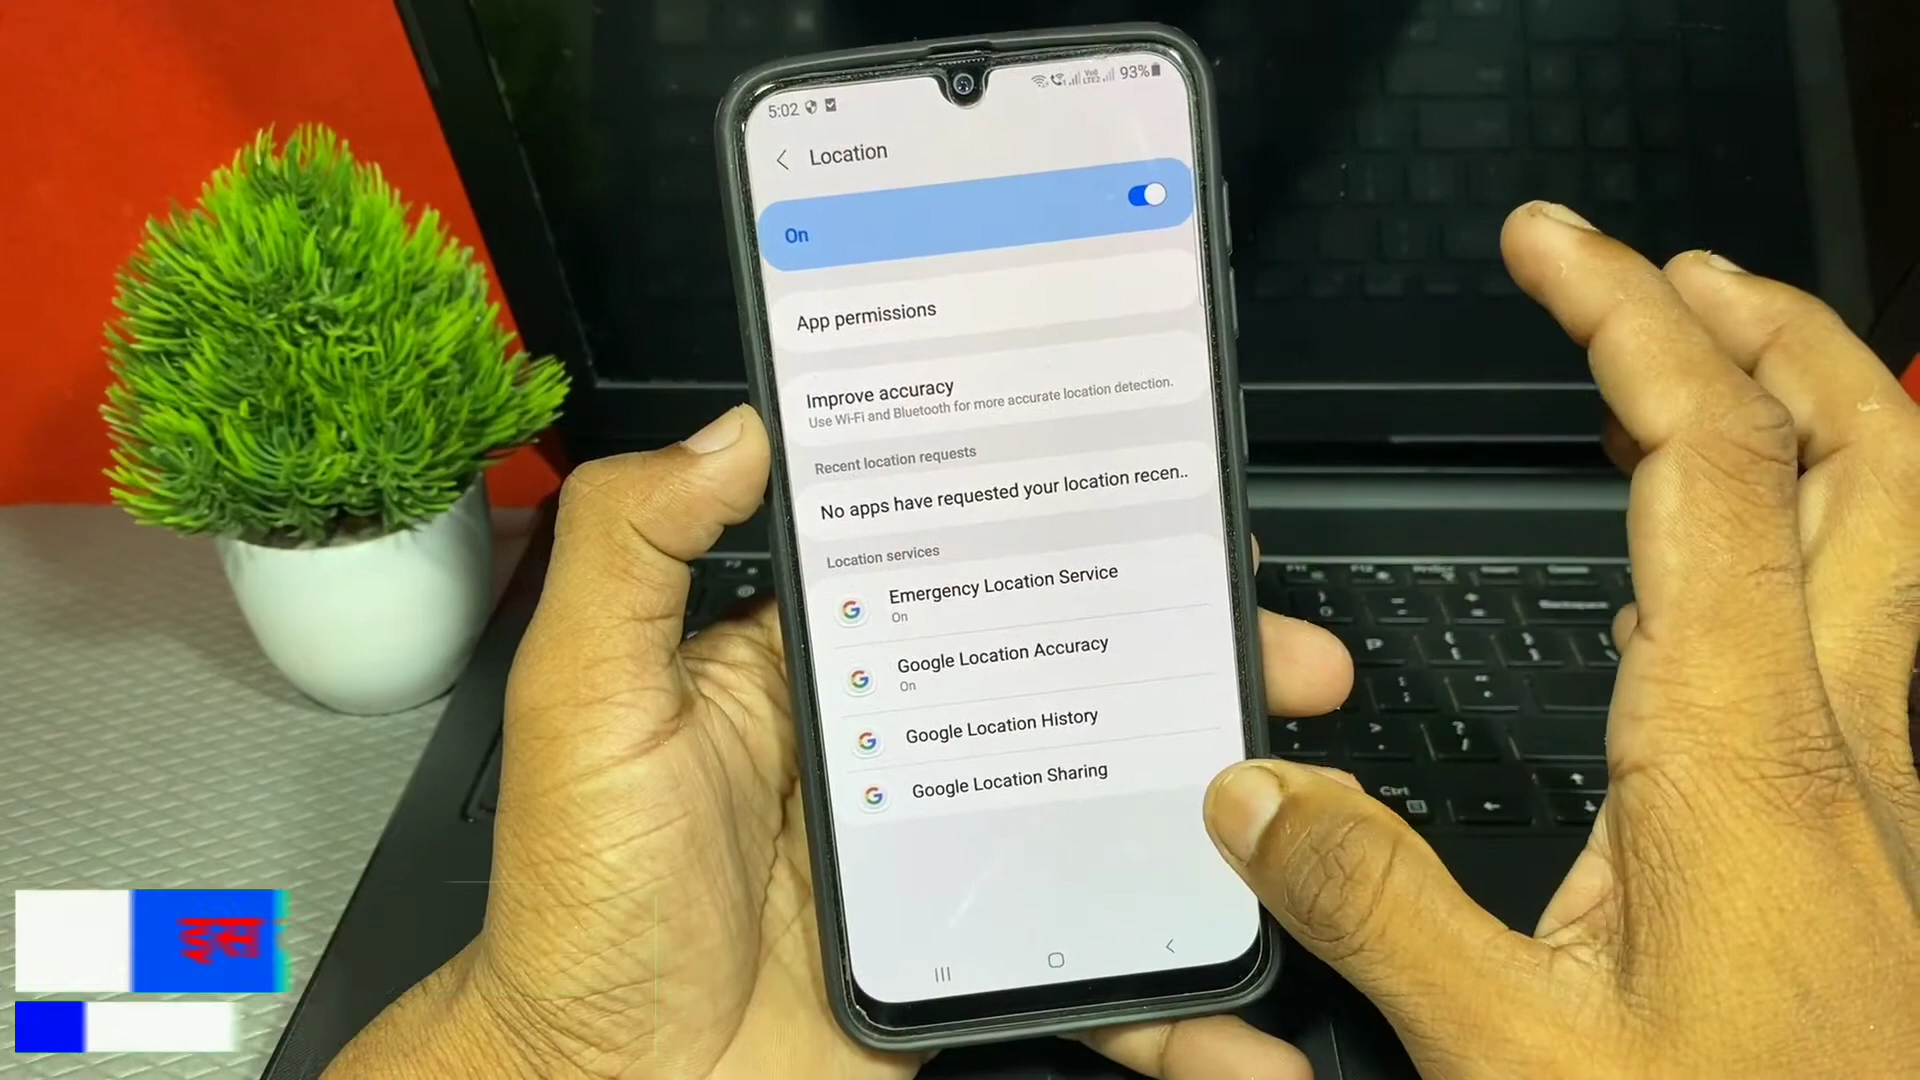 5:02 93%
Location
On
App permissions
Improve accuracy
Use Wi-Fi and Bluetooth for more accurate location detection.
Recent location requests
No apps have requested your location recen..
Location services
Emergency Location Service
On
Google Location Accuracy
On
Google Location History
Google Location Sharing
Ctrl
इस